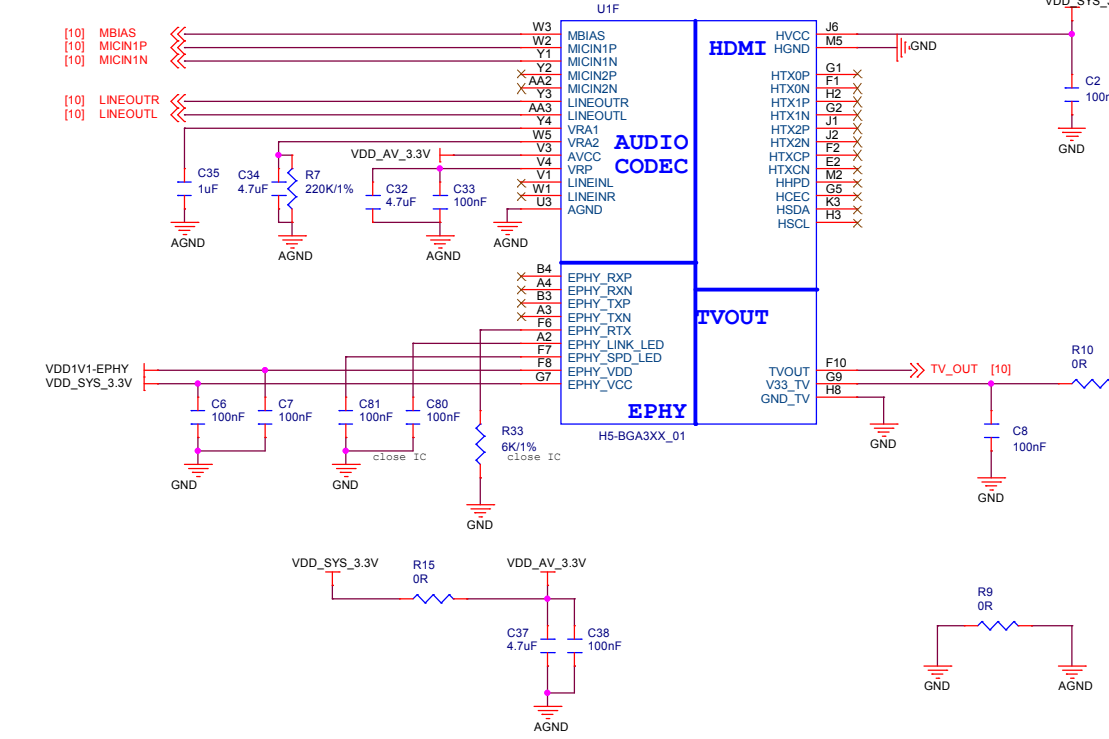 U1F
VDD_SYS_3.
[10] MBIAS
[10] MICIN1P
[10] MICIN1N
[10] LINEOUTR
[10] LINEOUTL
W3 MBIAS
W2 MICIN1P
Y1 MICIN1N
Y2 MICIN2P
AA2 MICIN2N
Y3 LINEOUTR
AA3 LINEOUTL
Y4 VRA1
W5 VRA2
V3 AVCC
V4 VRP
V1 LINEINL
W1 LINEINR
U3 AGND
AUDIO
CODEC
HDMI
HVCC J6
HGND M5
GND
HTX0P G1
HTX0N F1
HTX1P H2
HTX1N G2
HTX2P J1
HTX2N J2
HTXCP F2
HTXCN E2
HHPD M2
HCEC G5
HSDA K3
HSCL H3
C2
100n
GND
VDD_AV_3.3V
C35
1uF
AGND
C34
4.7uF
R7
220K/1%
AGND
C32
4.7uF
C33
100nF
AGND
AGND
B4 EPHY_RXP
A4 EPHY_RXN
B3 EPHY_TXP
A3 EPHY_TXN
F6 EPHY_RTX
A2 EPHY_LINK_LED
F7 EPHY_SPD_LED
F8 EPHY_VDD
G7 EPHY_VCC
EPHY
H5-BGA3XX_01
TVOUT
TVOUT F10
V33_TV G9
GND_TV H8
TV_OUT [10]
R10
0R
GND
C8
100nF
GND
VDD1V1-EPHY
VDD_SYS_3.3V
C6
100nF
C7
100nF
GND
C81
100nF
C80
100nF
close IC
GND
R33
6K/1%
close IC
GND
VDD_SYS_3.3V
R15
0R
VDD_AV_3.3V
C37
4.7uF
C38
100nF
AGND
R9
0R
GND
AGND